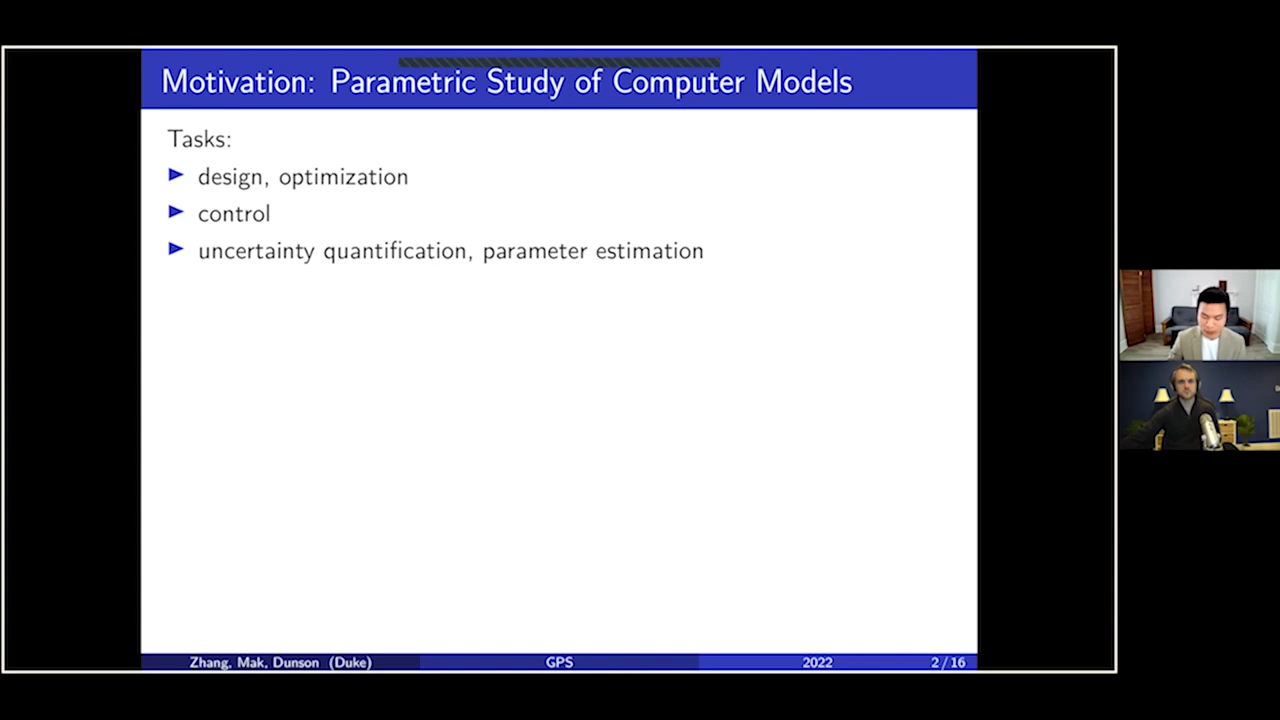 Motivation: Parametric Study of Computer Models
Tasks:
design, optimization
control
uncertainty quantification, parameter estimation
Zhang, Mak, Dunson (Duke) GPS 2022 2 / 16